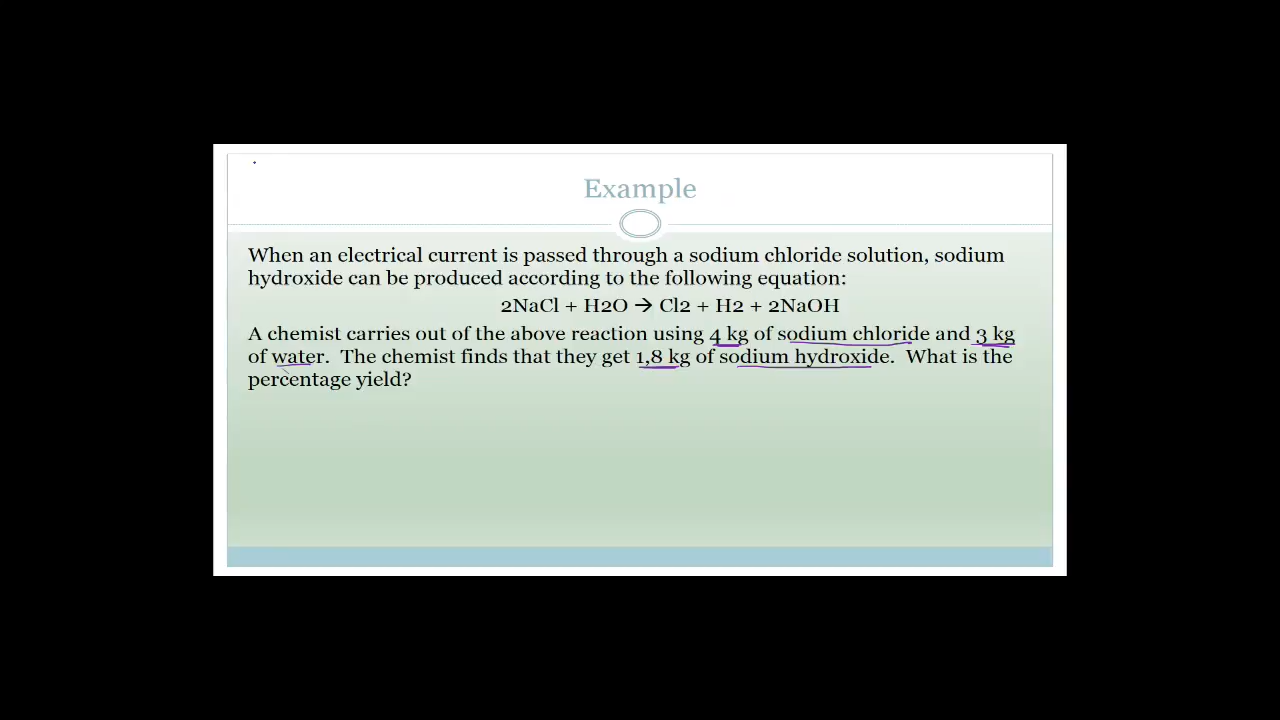 Example
When an electrical current is passed through a sodium chloride solution, sodium
hydroxide can be produced according to the following equation:
2NaCl + H2O → Cl2 + H2 + 2NaOH
A chemist carries out of the above reaction using 4 kg of sodium chloride and 3 kg
of water. The chemist finds that they get 1,8 kg of sodium hydroxide. What is the
percentage yield?